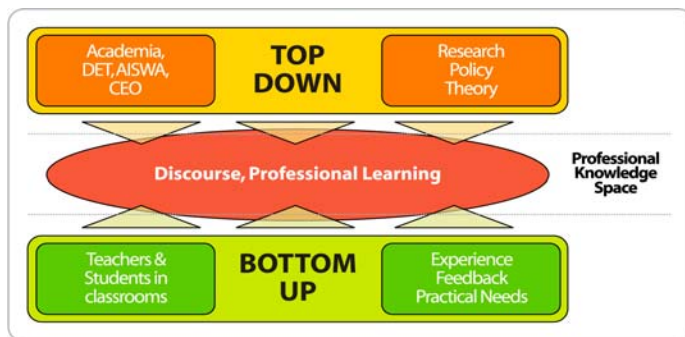 Academia,
DET, AISWA,
CEO
TOP
DOWN
Research
Policy
Theory
Discourse, Professional Learning
Professional
Knowledge
Space
Teachers &
Students in
classrooms
BOTTOM
UP
Experience
Feedback
Practical Needs